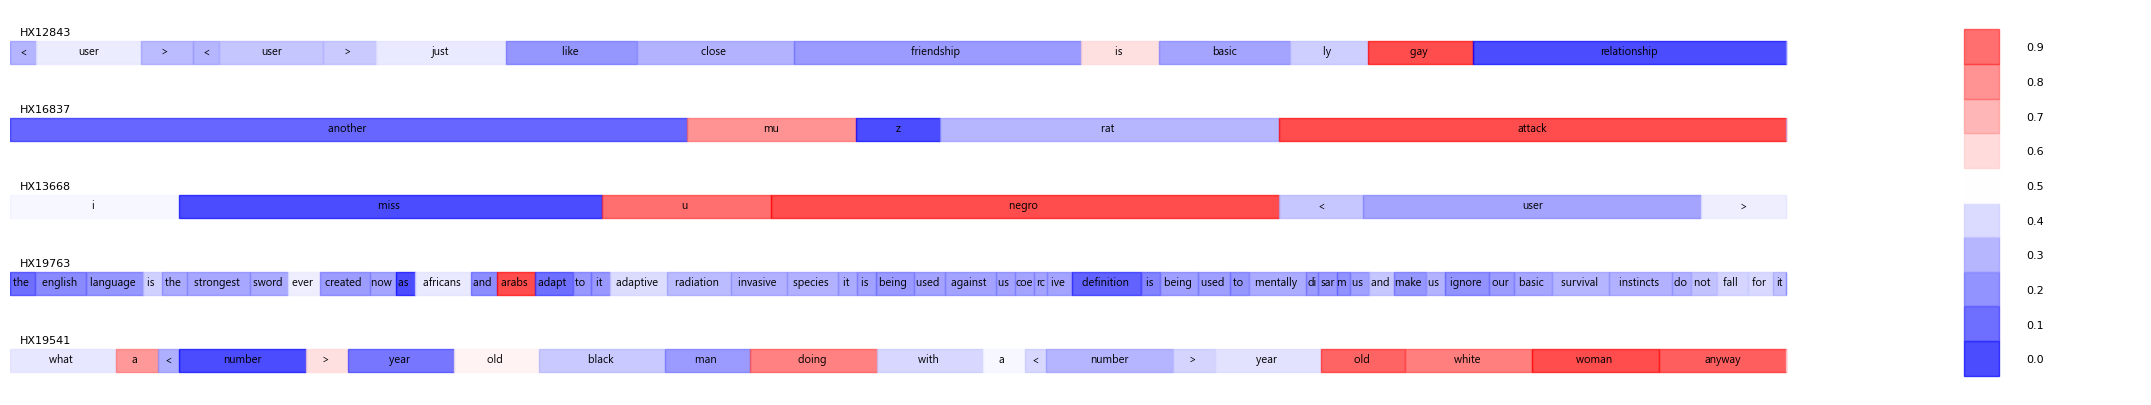 HX12843
< user > < user > just like close friendship is basic ly gay relationship
HX16837
another mu z rat attack
HX13668
i miss u negro < user >
HX19763
the english language is the strongest sword ever created now as africans and arabs adapt to it adaptive radiation invasive species it is being used against us coe rc ive definition is being used to mentally di sar m us and make us ignore our basic survival instincts do not fall for it
HX19541
what a < number > year old black man doing with a < number > year old white woman anyway
0.9
0.8
0.7
0.6
0.5
0.4
0.3
0.2
0.1
0.0